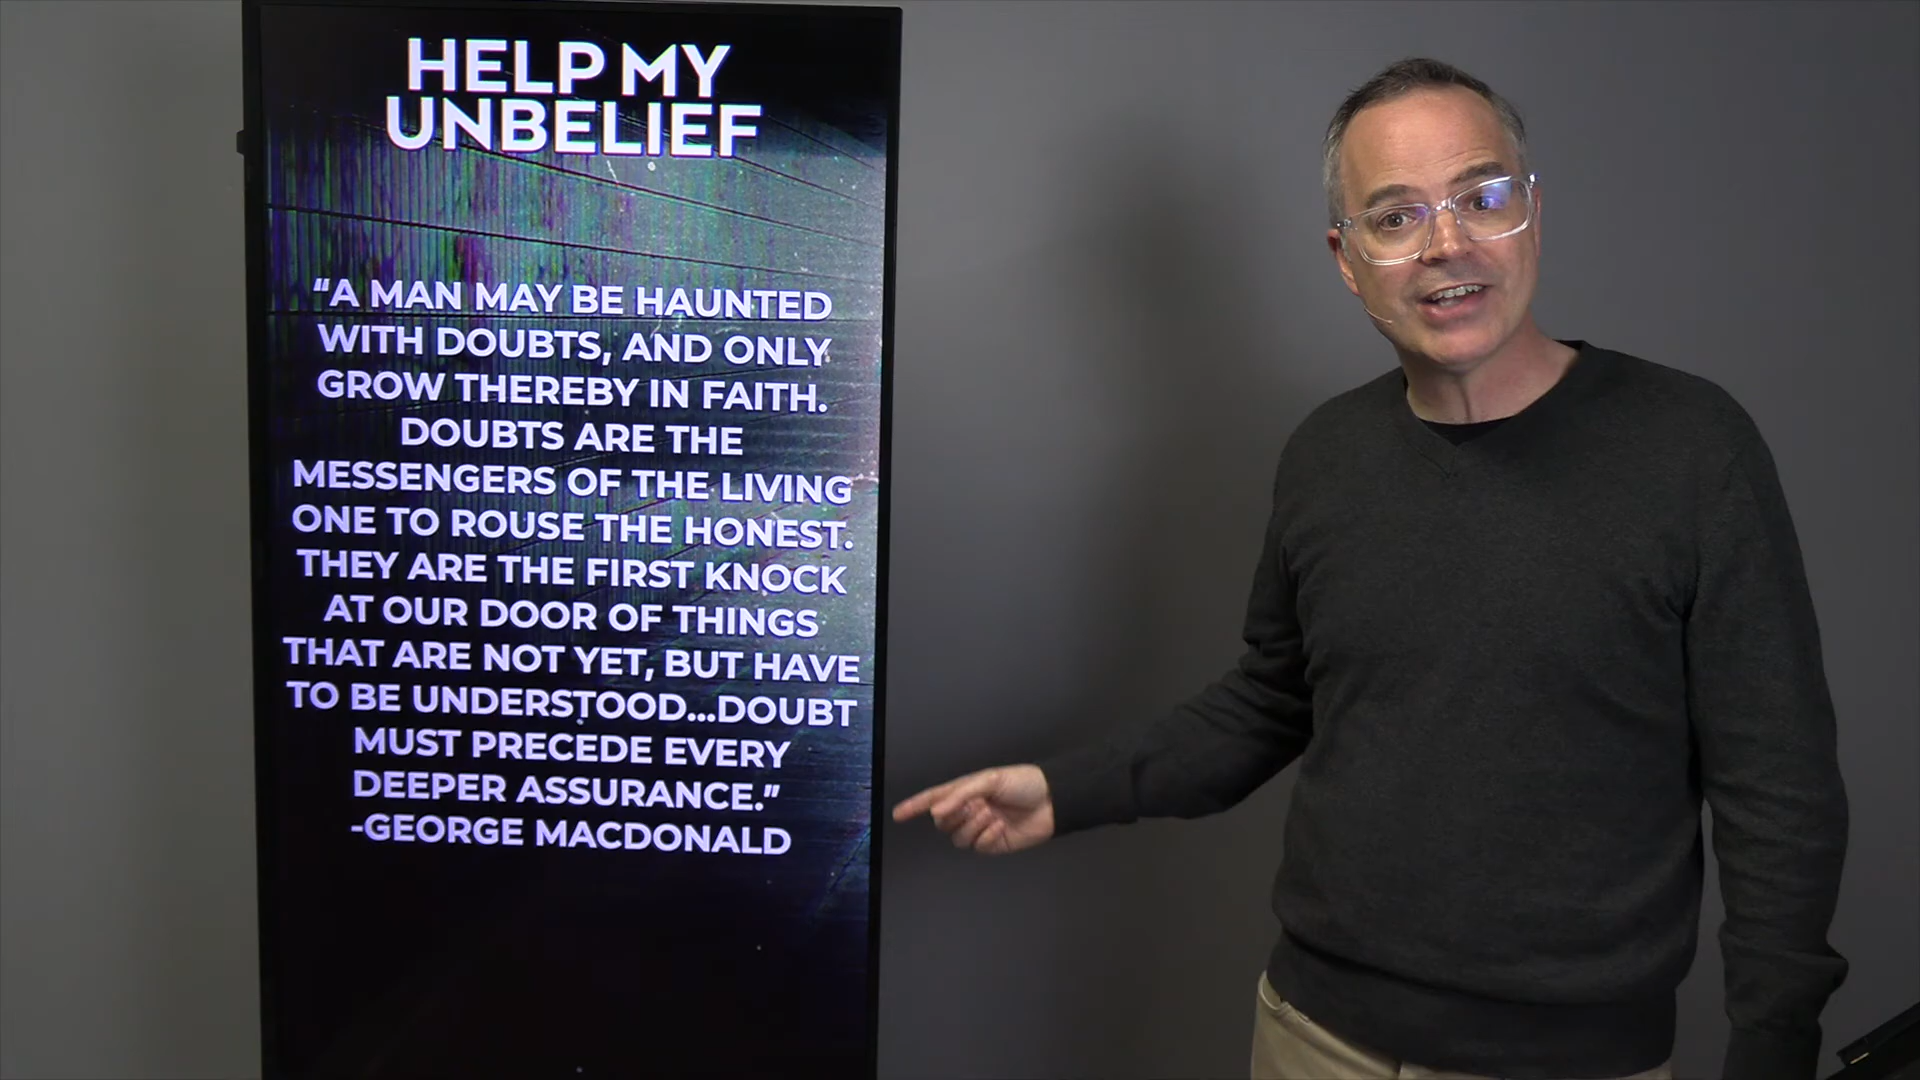 HELP MY
UNBELIEF
“A MAN MAY BE HAUNTED
WITH DOUBTS, AND ONLY
GROW THEREBY IN FAITH.
DOUBTS ARE THE
MESSENGERS OF THE LIVING
ONE TO ROUSE THE HONEST.
THEY ARE THE FIRST KNOCK
AT OUR DOOR OF THINGS
THAT ARE NOT YET, BUT HAVE
TO BE UNDERSTOOD...DOUBT
MUST PRECEDE EVERY
DEEPER ASSURANCE.”
-GEORGE MACDONALD